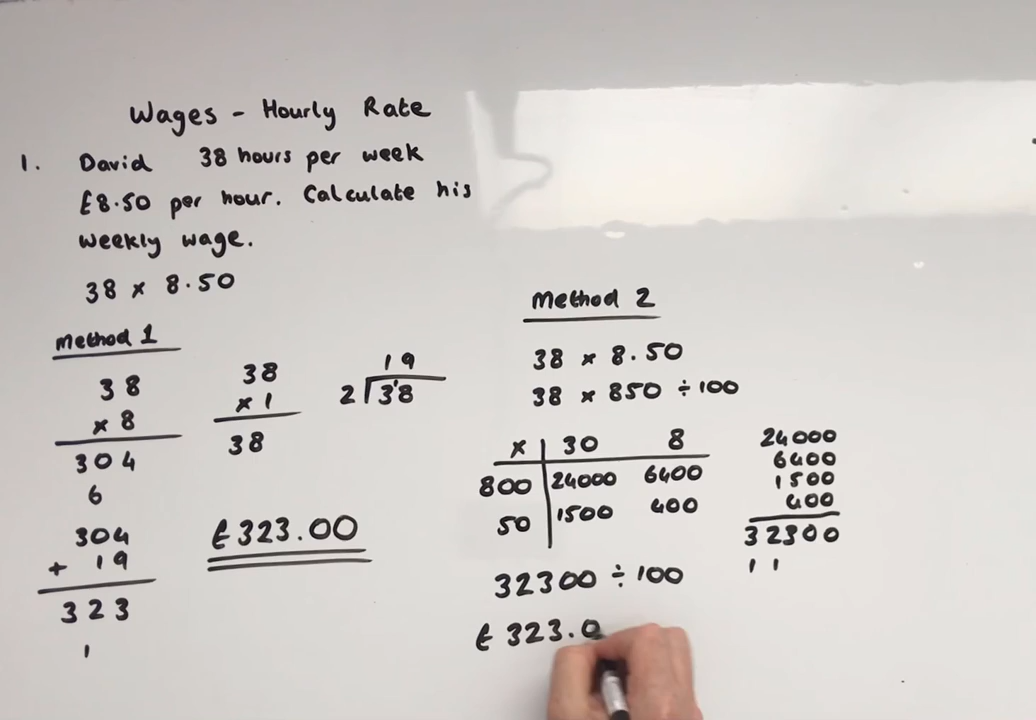 Wages - Hourly Rate
1. David 38 hours per week
£8.50 per hour. Calculate his
weekly wage.
38 × 8.50
Method 1
38
× 8
304
6
304
+ 19
323
1
38
× 1
38
19
2 3¹8
£323.00
Method 2
38 × 8.50
38 × 850 ÷100
× 30 8
800 24000 6400
50 1500 400
24000
6400
1500
400
32300
1 1
32300 ÷100
£323.0